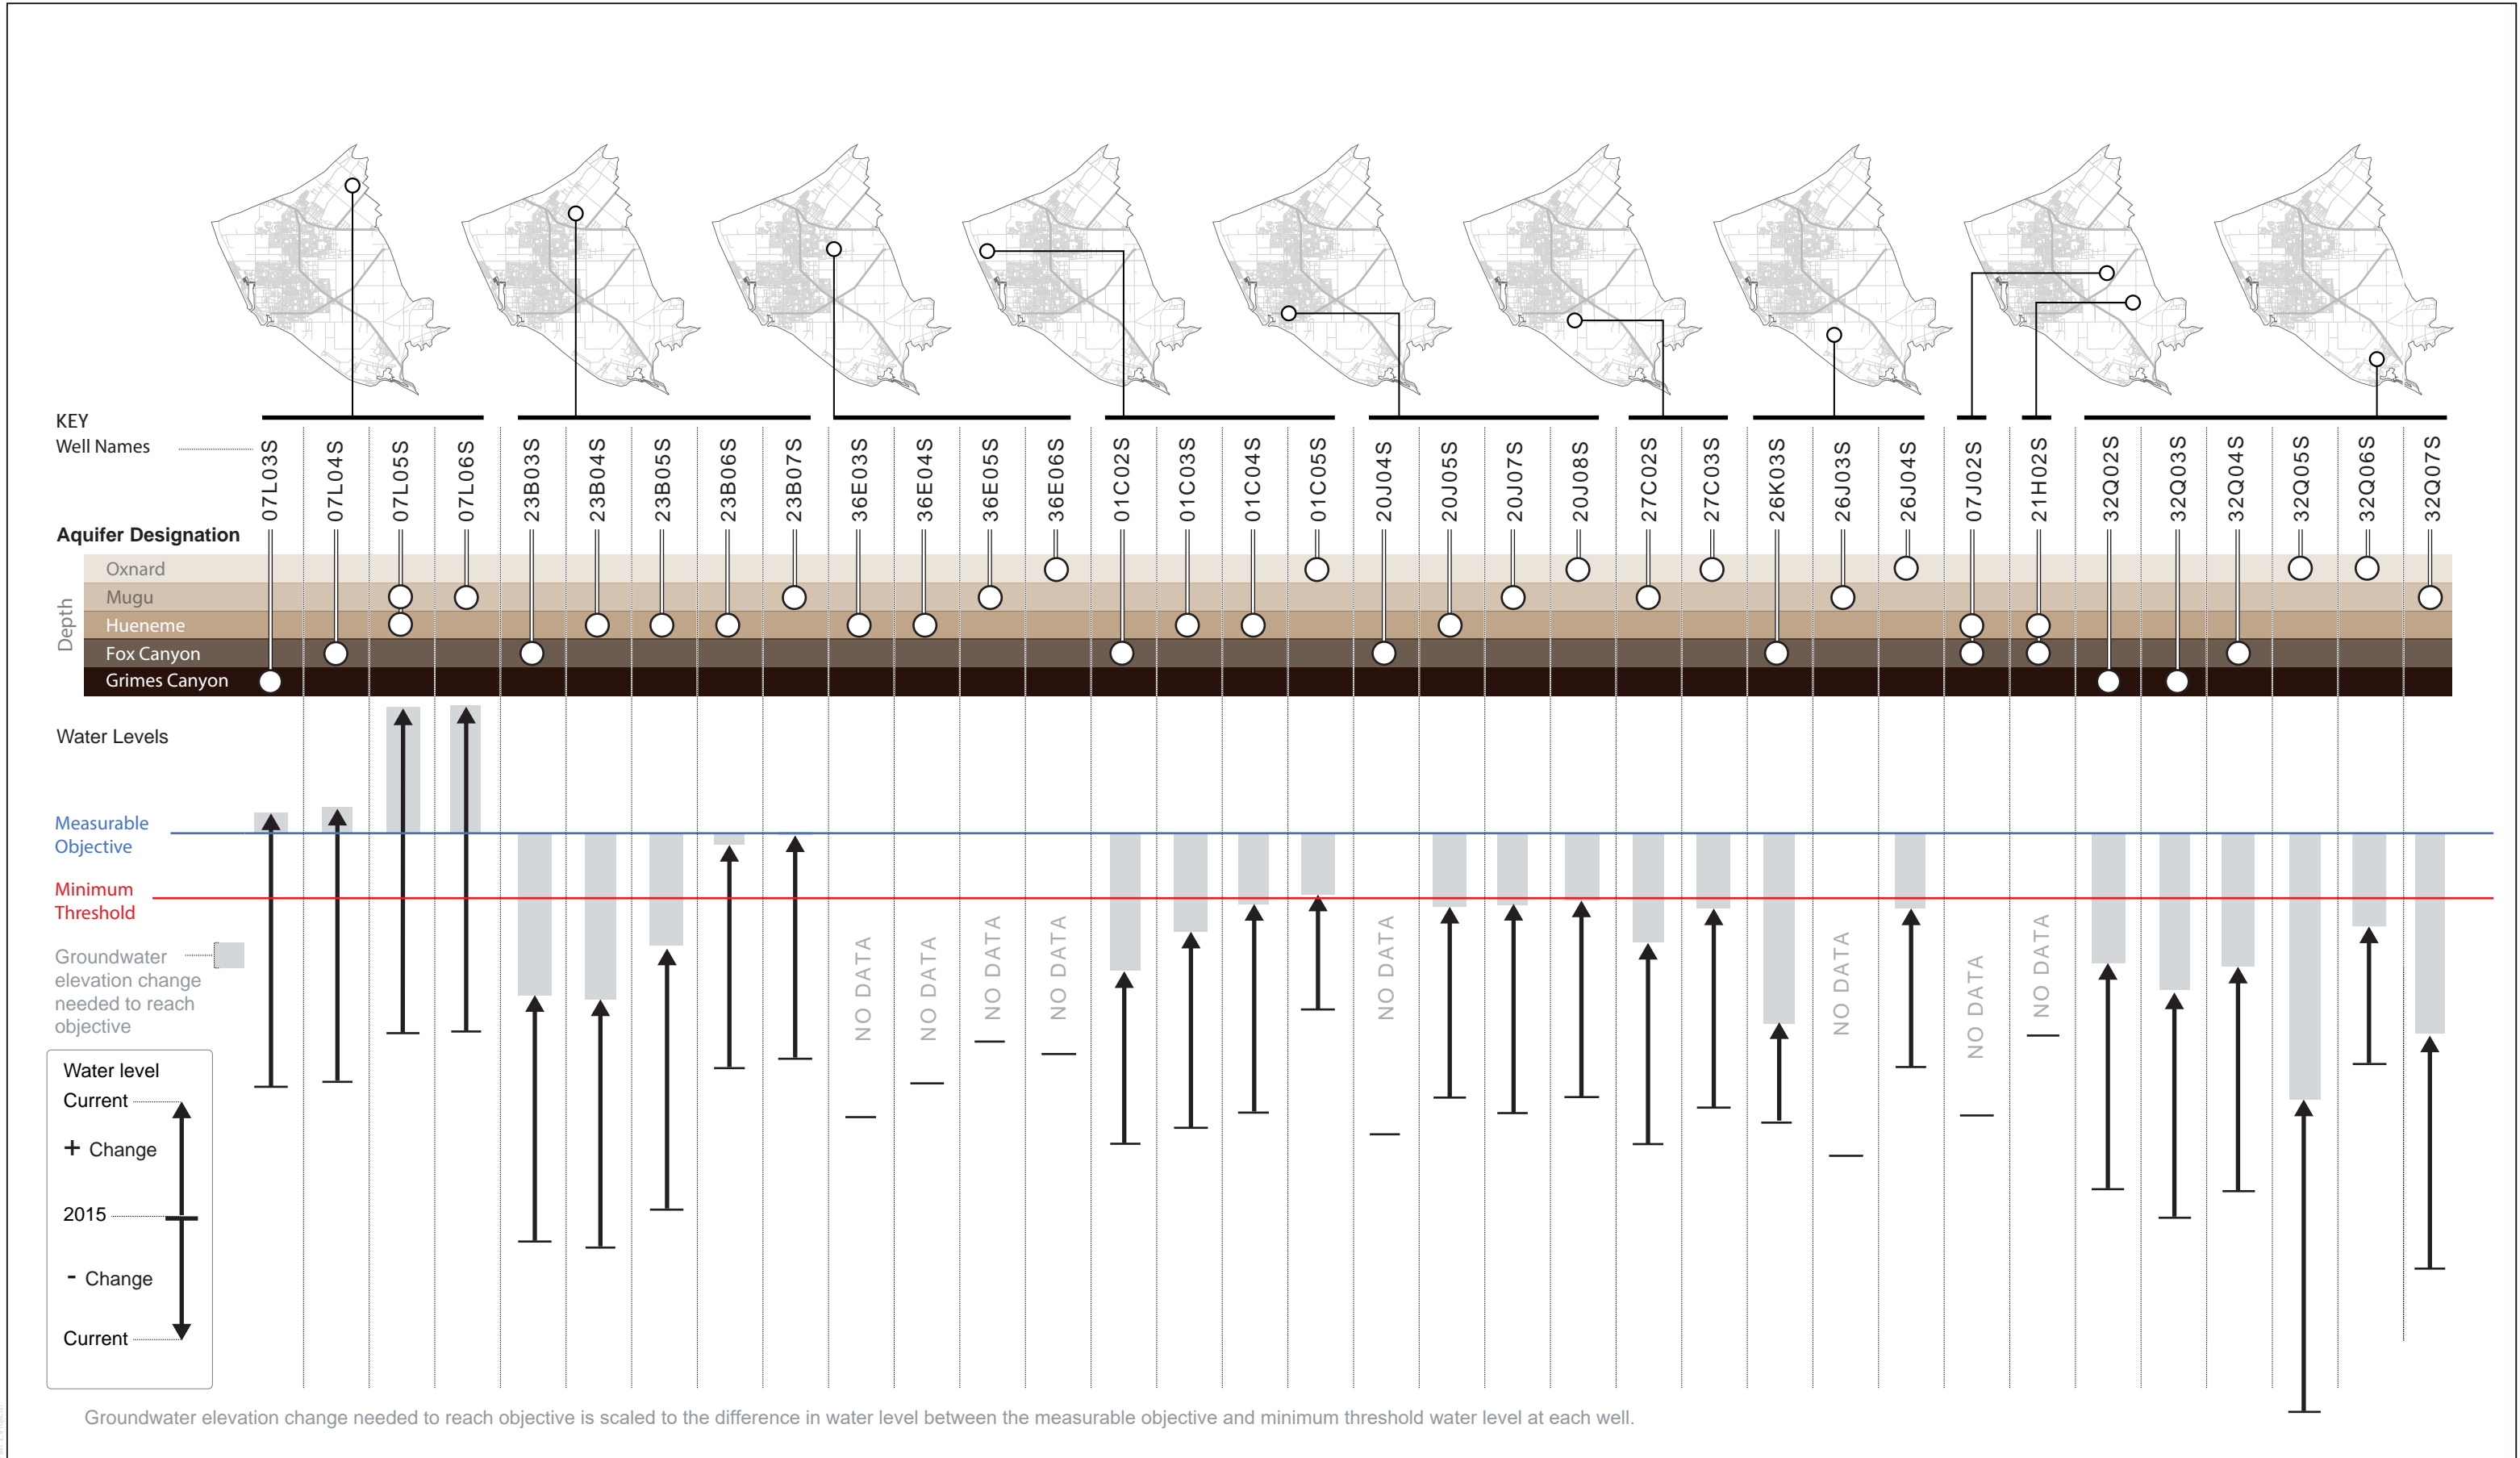 KEY
Well Names
07L03S
07L04S
07L05S
07L06S
23B03S
23B04S
23B05S
23B06S
23B07S
36E03S
36E04S
36E05S
36E06S
01C02S
01C03S
01C04S
01C05S
20J04S
20J05S
20J07S
20J08S
27C02S
27C03S
26K03S
26J03S
26J04S
07J02S
21H02S
32Q02S
32Q03S
32Q04S
32Q05S
32Q06S
32Q07S
Aquifer Designation
Depth
Oxnard
Mugu
Hueneme
Fox Canyon
Grimes Canyon
Water Levels
Measurable
Objective
Minimum
Threshold
Groundwater
elevation change
needed to reach
objective
NO DATA
NO DATA
NO DATA
NO DATA
NO DATA
NO DATA
NO DATA
NO DATA
Water level
Current
+ Change
2015
- Change
Current
Groundwater elevation change needed to reach objective is scaled to the difference in water level between the measurable objective and minimum threshold water level at each well.